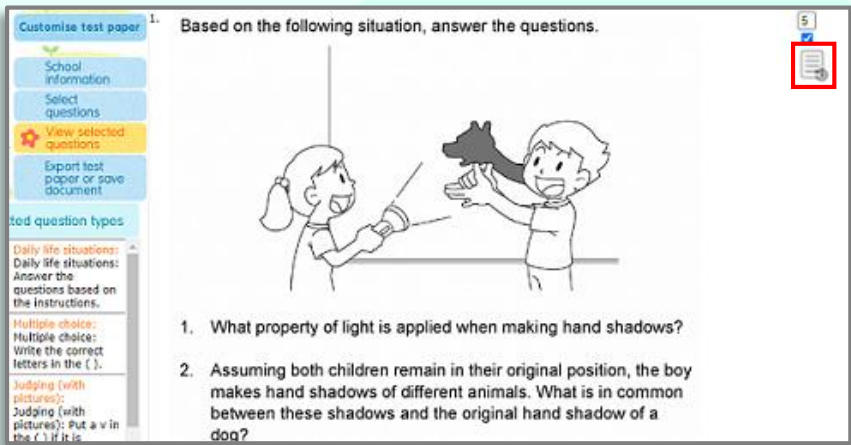 Customise test paper
School
information
Select
questions
View selected
questions
Export test
paper or save
document
ted question types
Daily life situations:
Daily life situations:
Answer the
questions based on
the instructions.
Multiple choice:
Multiple choice:
Write the correct
letters in the ( ).
Judging (with
pictures):
Judging (with
pictures): Put a v in
the ( ) if it is
1.
Based on the following situation, answer the questions.
5
1. What property of light is applied when making hand shadows?
2. Assuming both children remain in their original position, the boy
makes hand shadows of different animals. What is in common
between these shadows and the original hand shadow of a
dog?